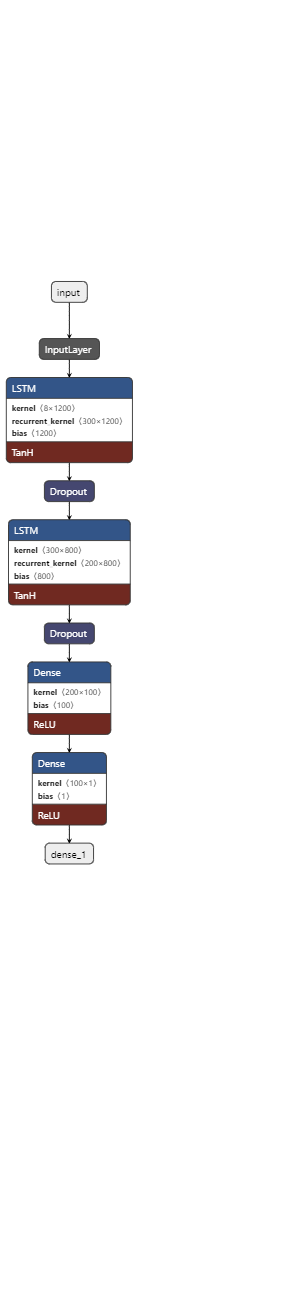 input
InputLayer
LSTM
kernel ⟨8×1200⟩
recurrent kernel ⟨300×1200⟩
bias ⟨1200⟩
TanH
Dropout
LSTM
kernel ⟨300×800⟩
recurrent kernel ⟨200×800⟩
bias ⟨800⟩
TanH
Dropout
Dense
kernel ⟨200×100⟩
bias ⟨100⟩
ReLU
Dense
kernel ⟨100×1⟩
bias ⟨1⟩
ReLU
dense_1